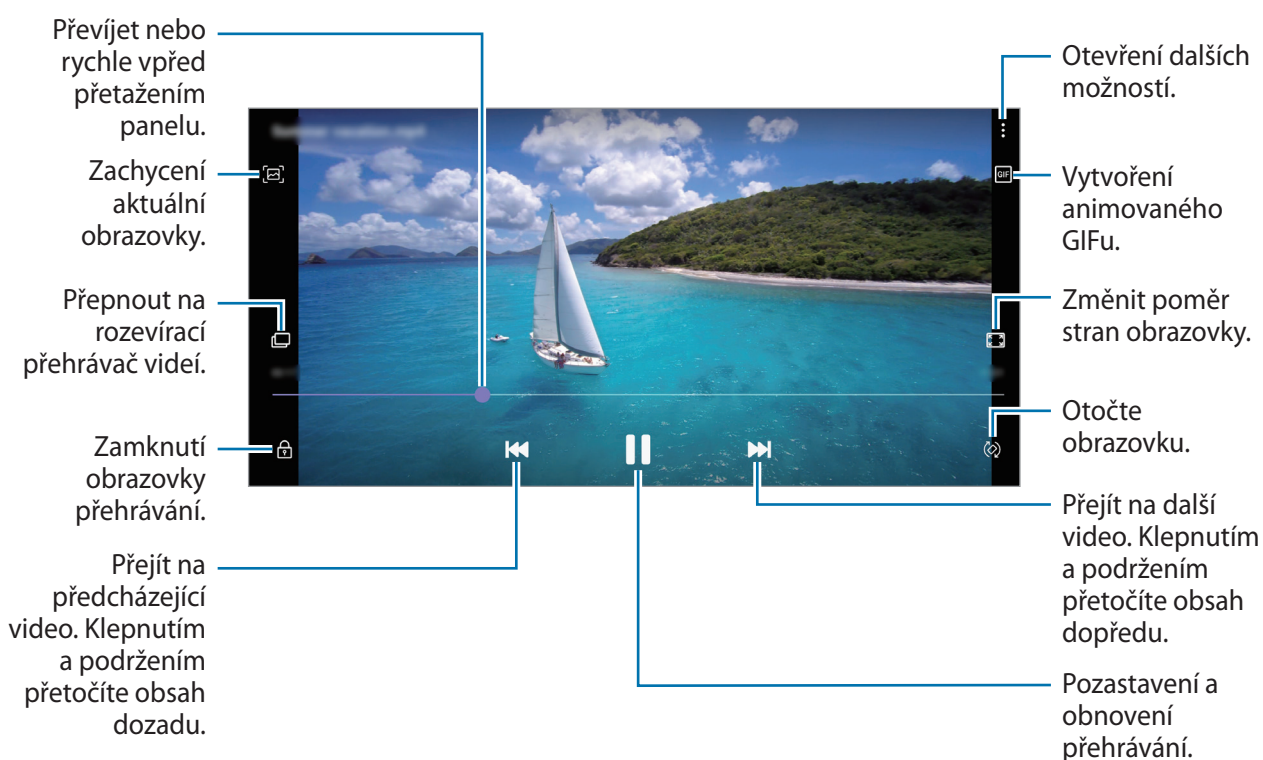 Převíjet nebo
rychle vpřed
přetažením
panelu.
Zachycení
aktuální
obrazovky.
Přepnout na
rozevírací
přehrávač videí.
Zamknutí
obrazovky
přehrávání.
Přejít na
předcházející
video. Klepnutím
a podržením
přetočíte obsah
dozadu.
Otevření dalších
možností.
GIF
Vytvoření
animovaného
GIFu.
Změnit poměr
stran obrazovky.
Otočte
obrazovku.
Přejít na další
video. Klepnutím
a podržením
přetočíte obsah
dopředu.
Pozastavení a
obnovení
přehrávání.